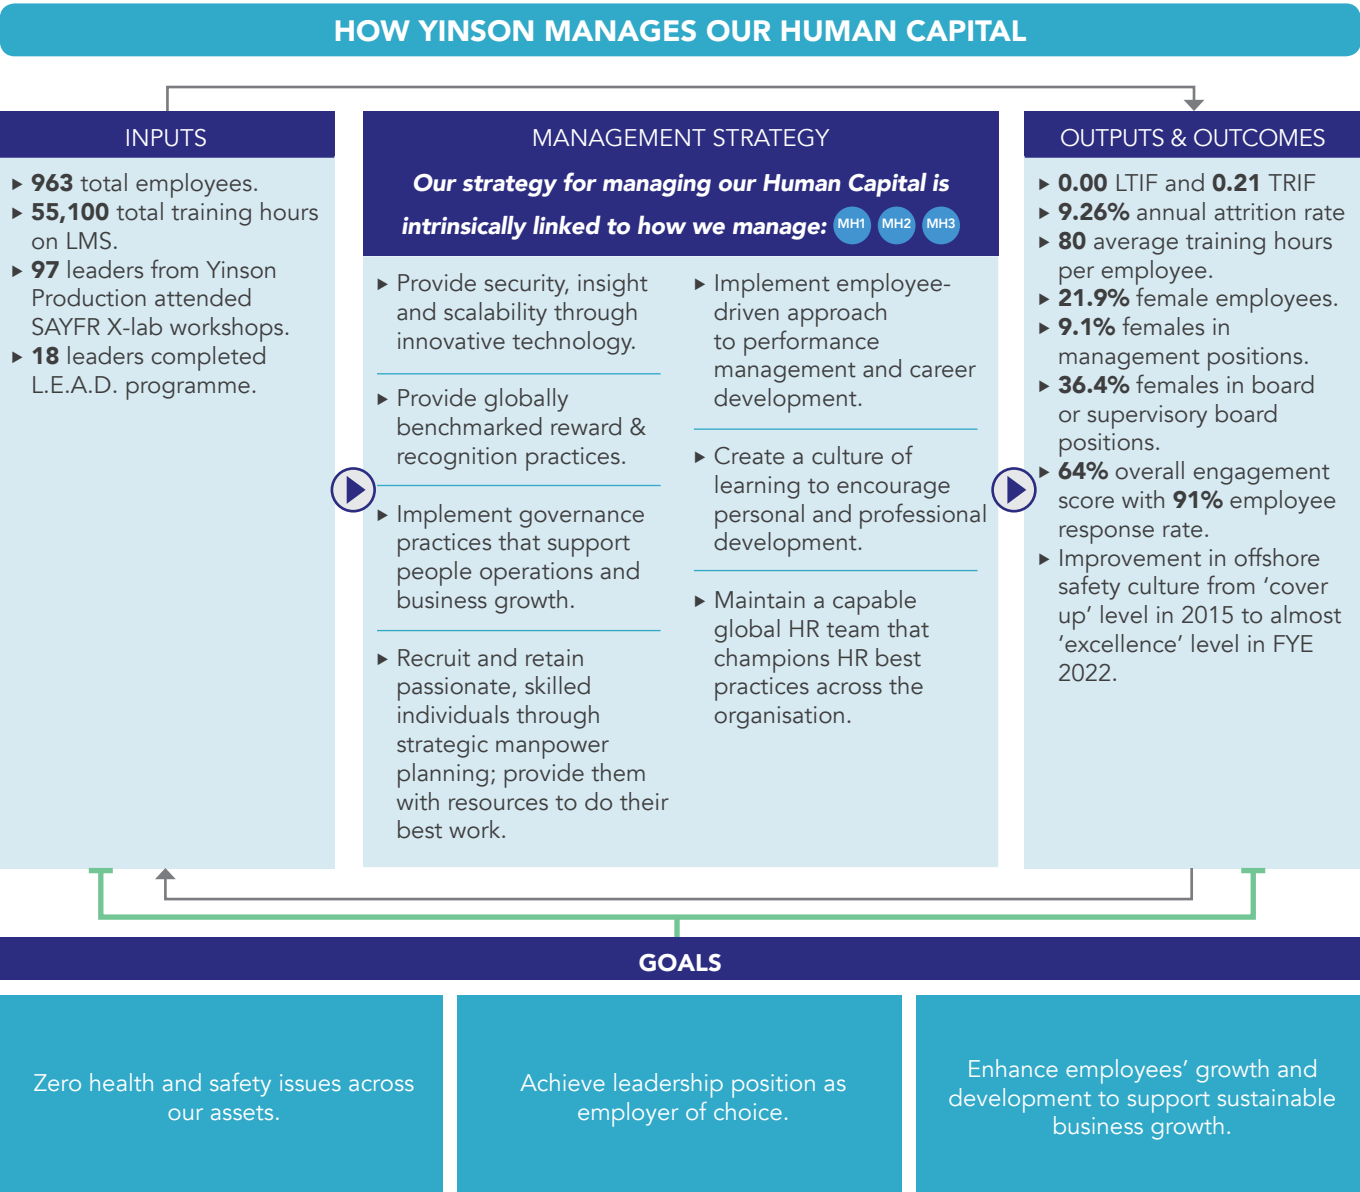 HOW YINSON MANAGES OUR HUMAN CAPITAL
INPUTS
▸ 963 total employees.
▸ 55,100 total training hours
on LMS.
▸ 97 leaders from Yinson
Production attended
SAYFR X-lab workshops.
▸ 18 leaders completed
L.E.A.D. programme.
MANAGEMENT STRATEGY
Our strategy for managing our Human Capital is
intrinsically linked to how we manage: MH1 MH2 MH3
▸ Provide security, insight
and scalability through
innovative technology.
▸ Provide globally
benchmarked reward &
recognition practices.
▸ Implement governance
practices that support
people operations and
business growth.
▸ Recruit and retain
passionate, skilled
individuals through
strategic manpower
planning; provide them
with resources to do their
best work.
▸ Implement employee-
driven approach
to performance
management and career
development.
▸ Create a culture of
learning to encourage
personal and professional
development.
▸ Maintain a capable
global HR team that
champions HR best
practices across the
organisation.
OUTPUTS & OUTCOMES
▸ 0.00 LTIF and 0.21 TRIF
▸ 9.26% annual attrition rate
▸ 80 average training hours
per employee.
▸ 21.9% female employees.
▸ 9.1% females in
management positions.
▸ 36.4% females in board
or supervisory board
positions.
▸ 64% overall engagement
score with 91% employee
response rate.
▸ Improvement in offshore
safety culture from ‘cover
up’ level in 2015 to almost
‘excellence’ level in FYE
2022.
GOALS
Zero health and safety issues across
our assets.
Achieve leadership position as
employer of choice.
Enhance employees’ growth and
development to support sustainable
business growth.